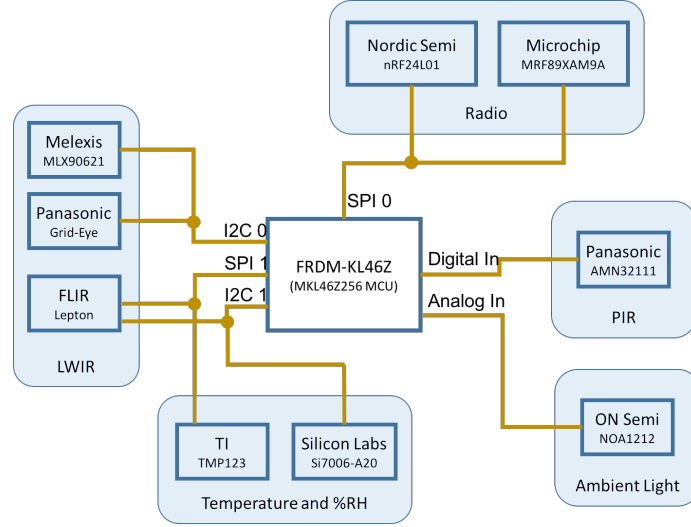 Nordic Semi
nRF24L01
Microchip
MRF89XAM9A
Radio
Melexis
MLX90621
Panasonic
Grid-Eye
FLIR
Lepton
LWIR
SPI 0
I2C 0
SPI 1
I2C 1
FRDM-KL46Z
(MKL46Z256 MCU)
Digital In
Analog In
Panasonic
AMN32111
PIR
ON Semi
NOA1212
Ambient Light
TI
TMP123
Silicon Labs
Si7006-A20
Temperature and %RH